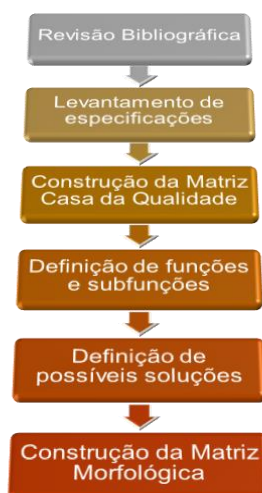 Revisão Bibliográfica
Levantamento de
especificações
Construção da Matriz
Casa da Qualidade
Definição de funções
e subfunções
Definição de
possíveis soluções
Construção da Matriz
Morfológica